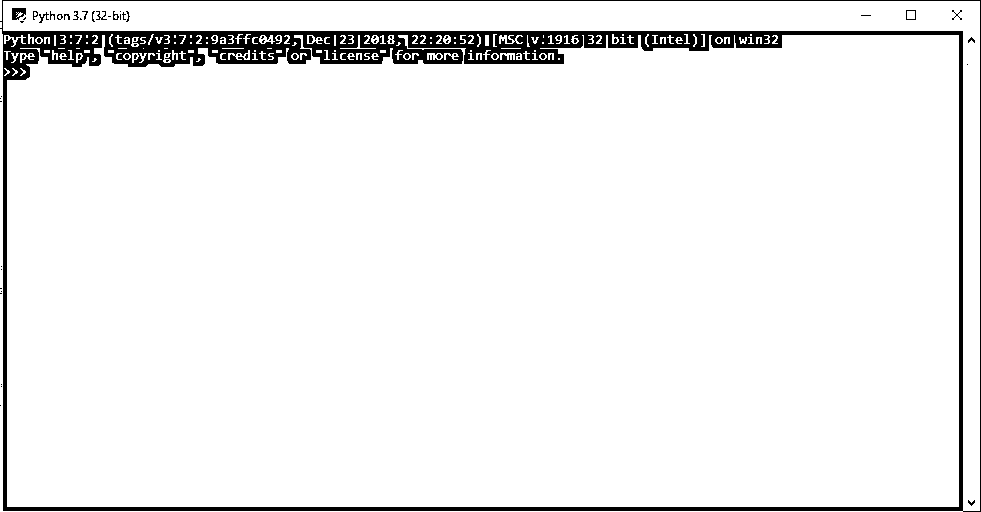 Python 3.7 (32-bit)
Python 3.7.2 (tags/v3.7.2:9a3ffc0492, Dec 23 2018, 22:20:52) [MSC v.1916 32 bit (Intel)] on win32
Type "help", "copyright", "credits" or "license" for more information.
>>>